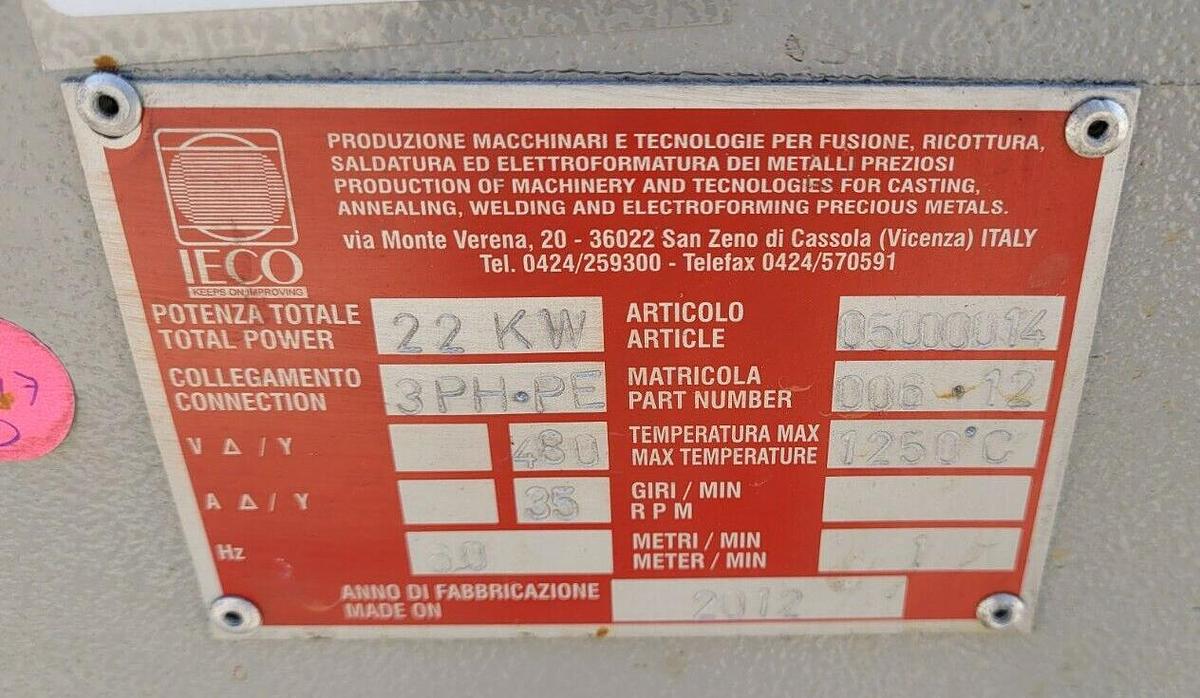 PRODUZIONE MACCHINARI E TECNOLOGIE PER FUSIONE, RICOTTURA,
SALDATURA ED ELETTROFORMATURA DEI METALLI PREZIOSI
PRODUCTION OF MACHINERY AND TECNOLOGIES FOR CASTING,
ANNEALING, WELDING AND ELECTROFORMING PRECIOUS METALS.
via Monte Verena, 20 - 36022 San Zeno di Cassola (Vicenza) ITALY
Tel. 0424/259300 - Telefax 0424/570591
IECO
KEEPS ON IMPROVING
POTENZA TOTALE
TOTAL POWER
22 KW
COLLEGAMENTO
CONNECTION
3PH·PE
V Δ / Y
480
A Δ / Y
35
Hz
ARTICOLO
ARTICLE
MATRICOLA
PART NUMBER
006 · 12
TEMPERATURA MAX
MAX TEMPERATURE
1250°C
GIRI / MIN
R P M
METRI / MIN
METER / MIN
ANNO DI FABBRICAZIONE
MADE ON
2012